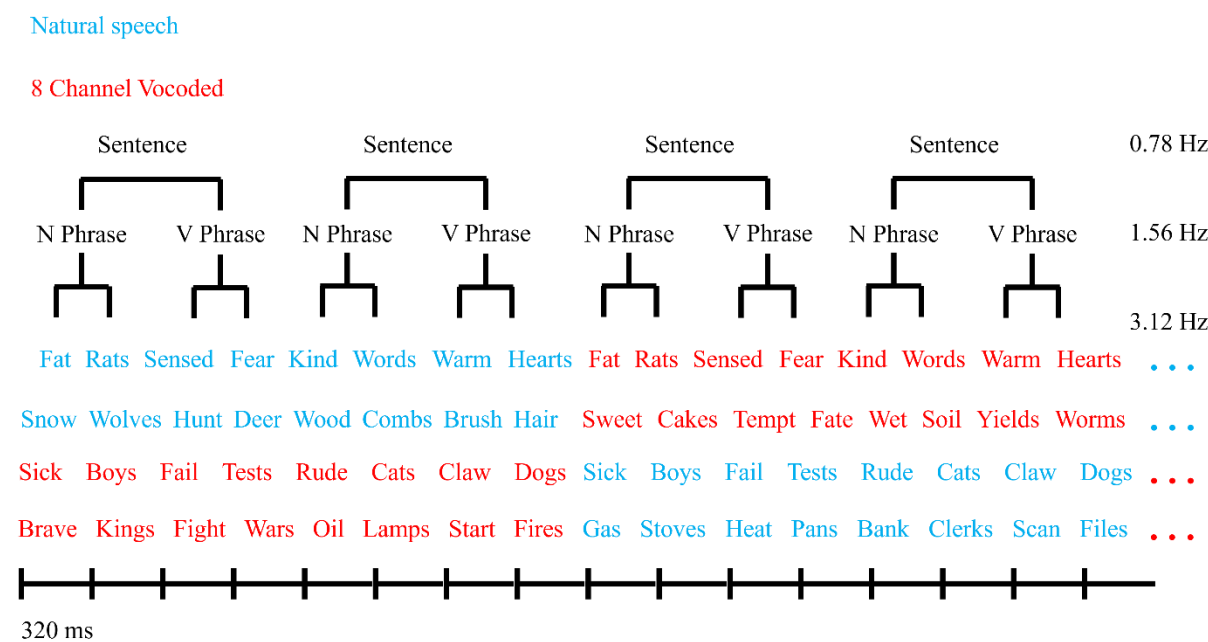 Natural speech
8 Channel Vocoded
Sentence Sentence Sentence Sentence 0.78 Hz
N Phrase V Phrase N Phrase V Phrase N Phrase V Phrase N Phrase V Phrase 1.56 Hz
3.12 Hz
Fat Rats Sensed Fear Kind Words Warm Hearts Fat Rats Sensed Fear Kind Words Warm Hearts ...
Snow Wolves Hunt Deer Wood Combs Brush Hair Sweet Cakes Tempt Fate Wet Soil Yields Worms ...
Sick Boys Fail Tests Rude Cats Claw Dogs Sick Boys Fail Tests Rude Cats Claw Dogs ...
Brave Kings Fight Wars Oil Lamps Start Fires Gas Stoves Heat Pans Bank Clerks Scan Files ...
320 ms